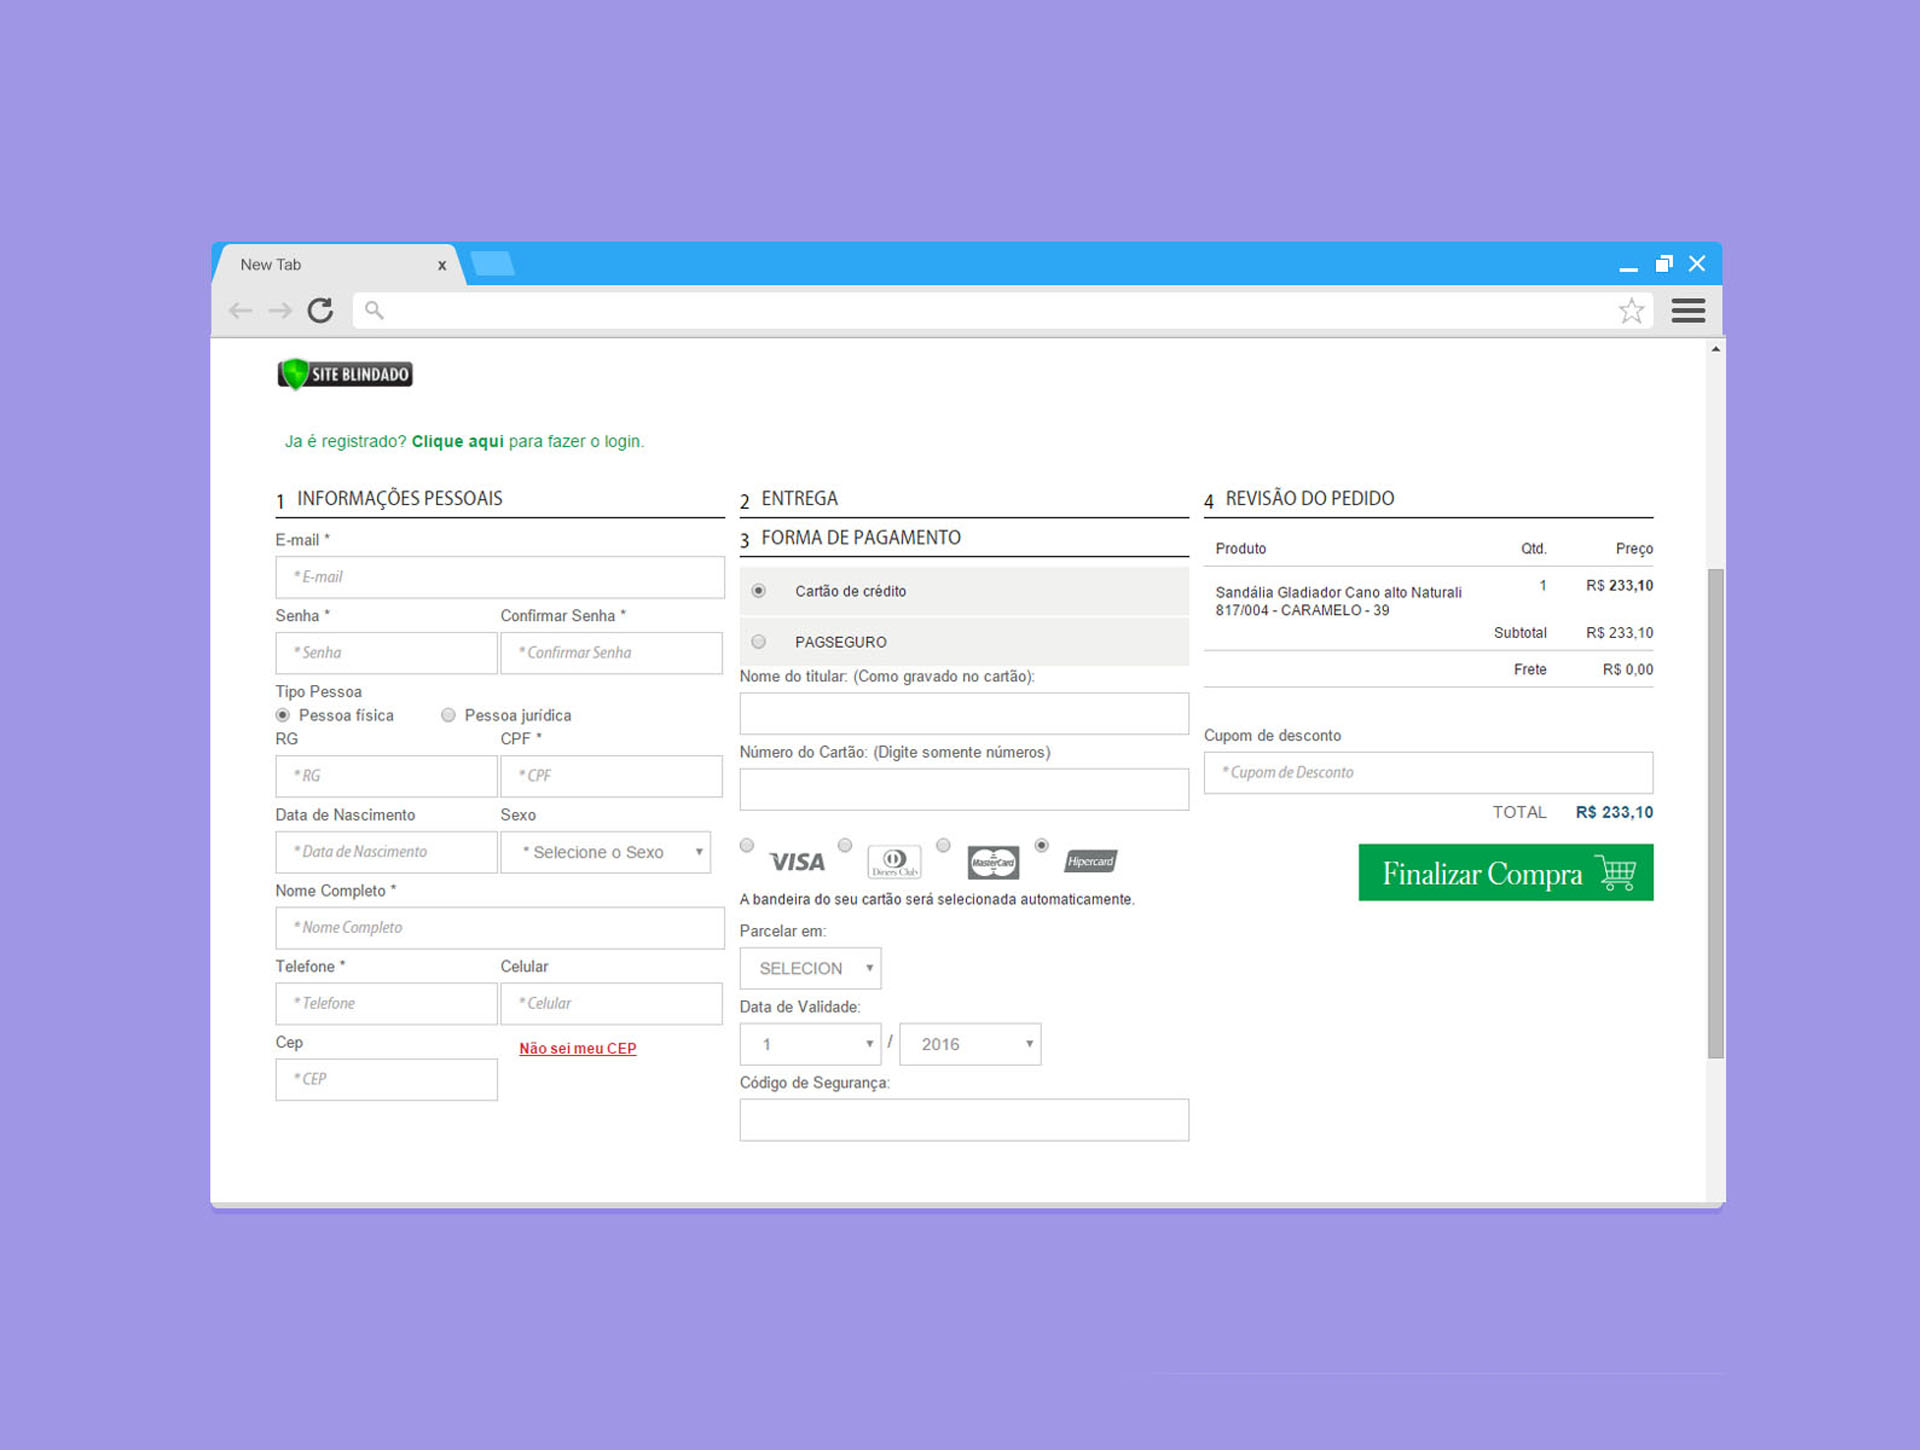 New Tab x
SITE BLINDADO
Ja é registrado? Clique aqui para fazer o login.
1 INFORMAÇÕES PESSOAIS
E-mail *
* E-mail
Senha * Confirmar Senha *
* Senha * Confirmar Senha
Tipo Pessoa
Pessoa física Pessoa jurídica
RG CPF *
* RG * CPF
Data de Nascimento Sexo
* Data de Nascimento * Selecione o Sexo
Nome Completo *
* Nome Completo
Telefone * Celular
* Telefone * Celular
Cep Não sei meu CEP
* CEP
2 ENTREGA
3 FORMA DE PAGAMENTO
Cartão de crédito
PAGSEGURO
Nome do titular: (Como gravado no cartão):
Número do Cartão: (Digite somente números)
VISA Diners Club MasterCard Hipercard
A bandeira do seu cartão será selecionada automaticamente.
Parcelar em:
SELECION
Data de Validade:
1 / 2016
Código de Segurança:
4 REVISÃO DO PEDIDO
Produto Qtd. Preço
Sandália Gladiador Cano alto Naturali 1 R$ 233,10
817/004 - CARAMELO - 39
Subtotal R$ 233,10
Frete R$ 0,00
Cupom de desconto
* Cupom de Desconto
TOTAL R$ 233,10
Finalizar Compra